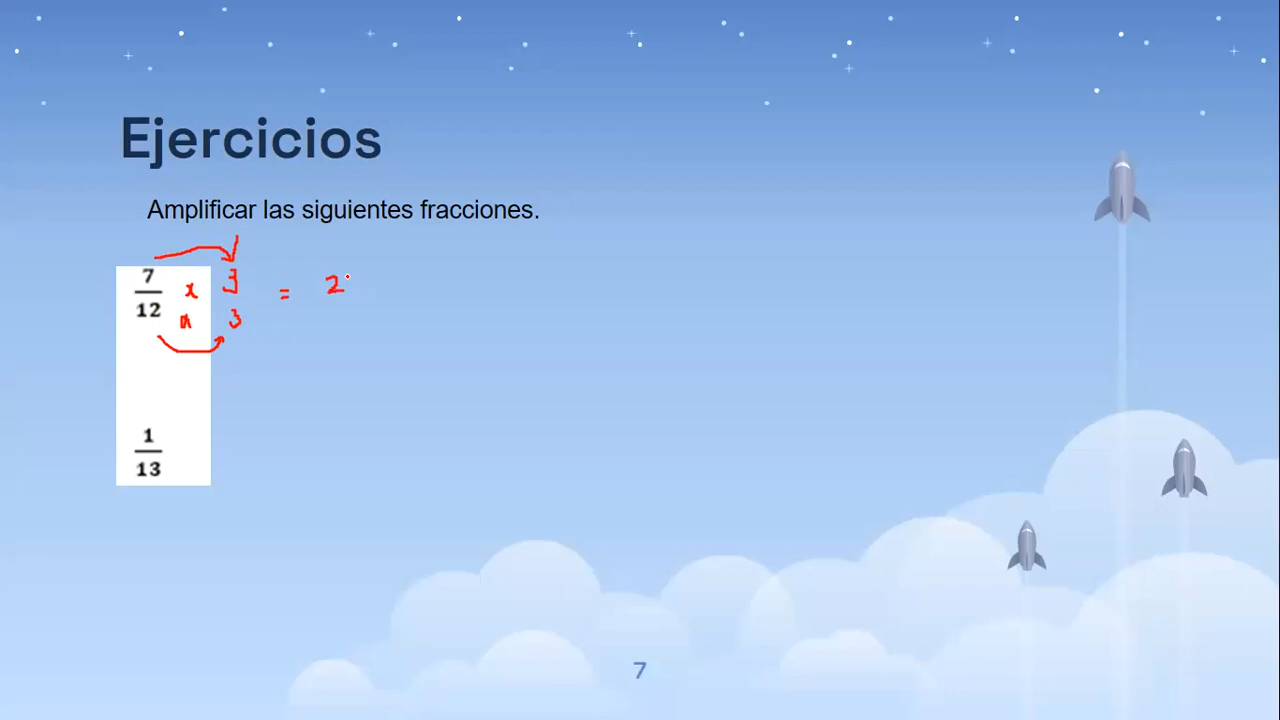 Ejercicios
Amplificar las siguientes fracciones.
7 x 3 = 2
12 x 3
1
13
7